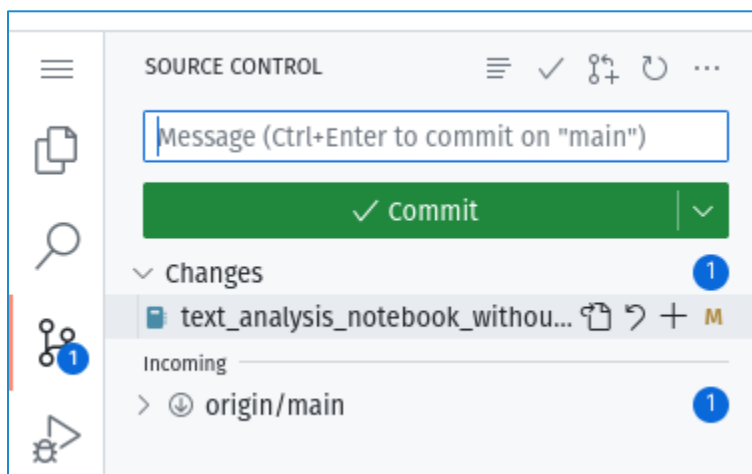 SOURCE CONTROL
Message (Ctrl+Enter to commit on "main")
Commit
Changes 1
text_analysis_notebook_withou... M
1
Incoming
origin/main 1